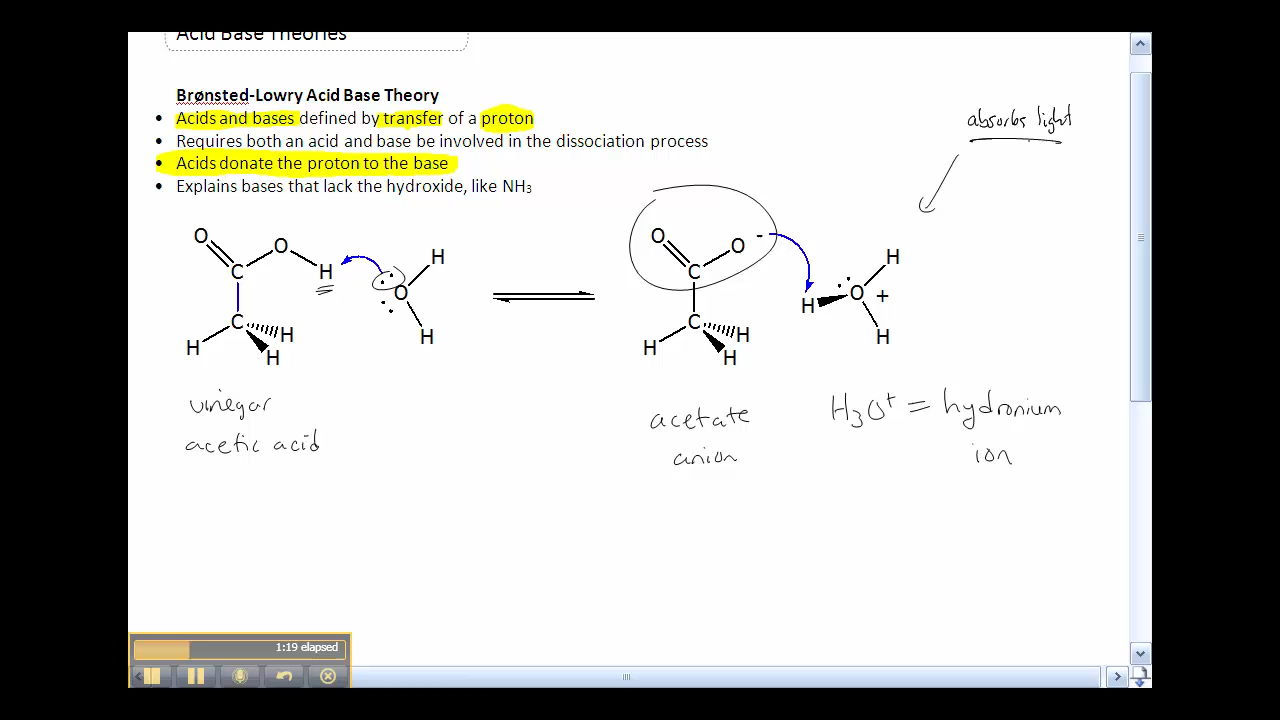 Acid Base Theories
Brønsted-Lowry Acid Base Theory
• Acids and bases defined by transfer of a proton
• Requires both an acid and base be involved in the dissociation process
• Acids donate the proton to the base
• Explains bases that lack the hydroxide, like NH₃
absorbs light
O O H H
C O
C H
H H H
O O -
C
C H
H H
H
H O +
H
vinegar
acetic acid
acetate
anion
H₃O⁺ = hydronium
ion
1:19 elapsed